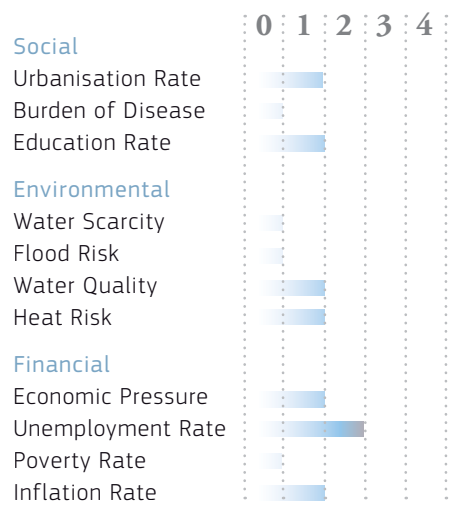 0 1 2 3 4
Social
Urbanisation Rate
Burden of Disease
Education Rate
Environmental
Water Scarcity
Flood Risk
Water Quality
Heat Risk
Financial
Economic Pressure
Unemployment Rate
Poverty Rate
Inflation Rate